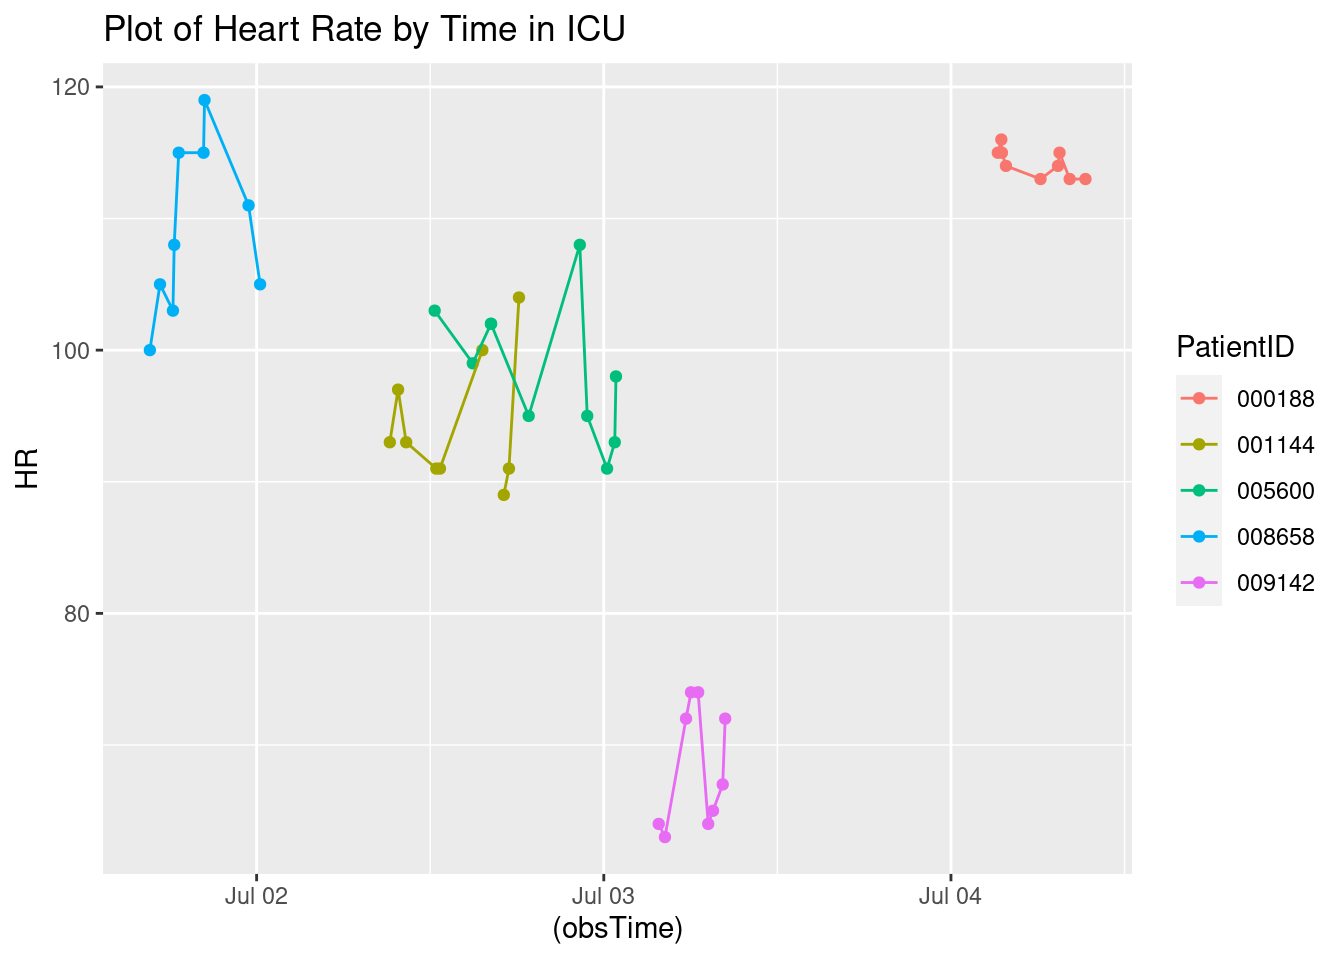 Plot of Heart Rate by Time in ICU
120
100
80
HR
Jul 02
Jul 03
Jul 04
(obsTime)
PatientID
000188
001144
005600
008658
009142